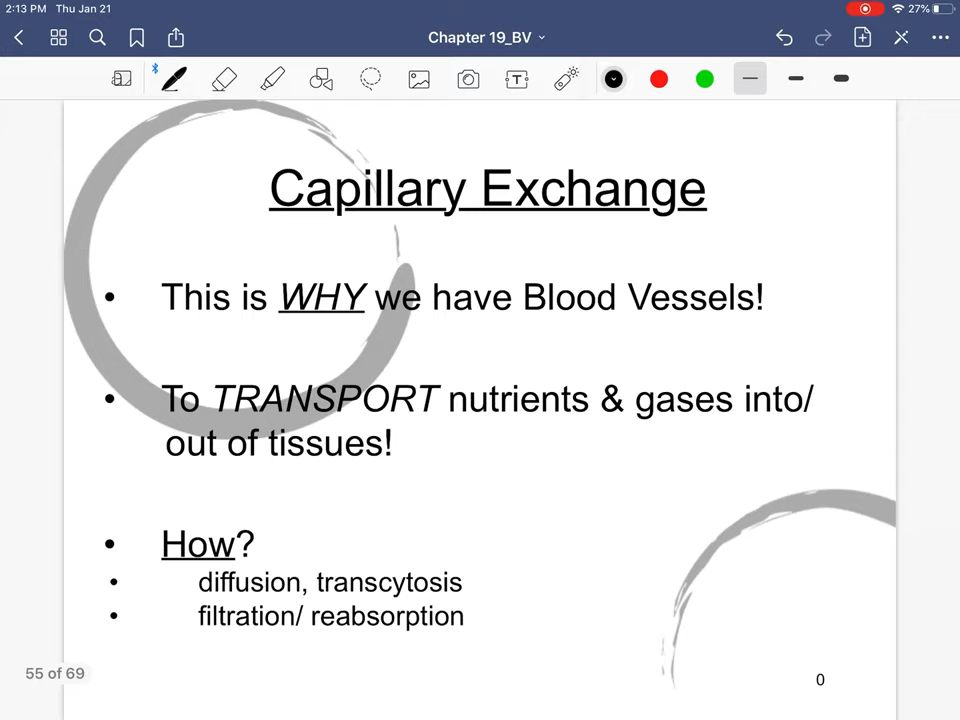 2:13 PM Thu Jan 21
27%
Chapter 19_BV
Capillary Exchange
• This is WHY we have Blood Vessels!
• To TRANSPORT nutrients & gases into/
out of tissues!
• How?
• diffusion, transcytosis
• filtration/ reabsorption
55 of 69
0